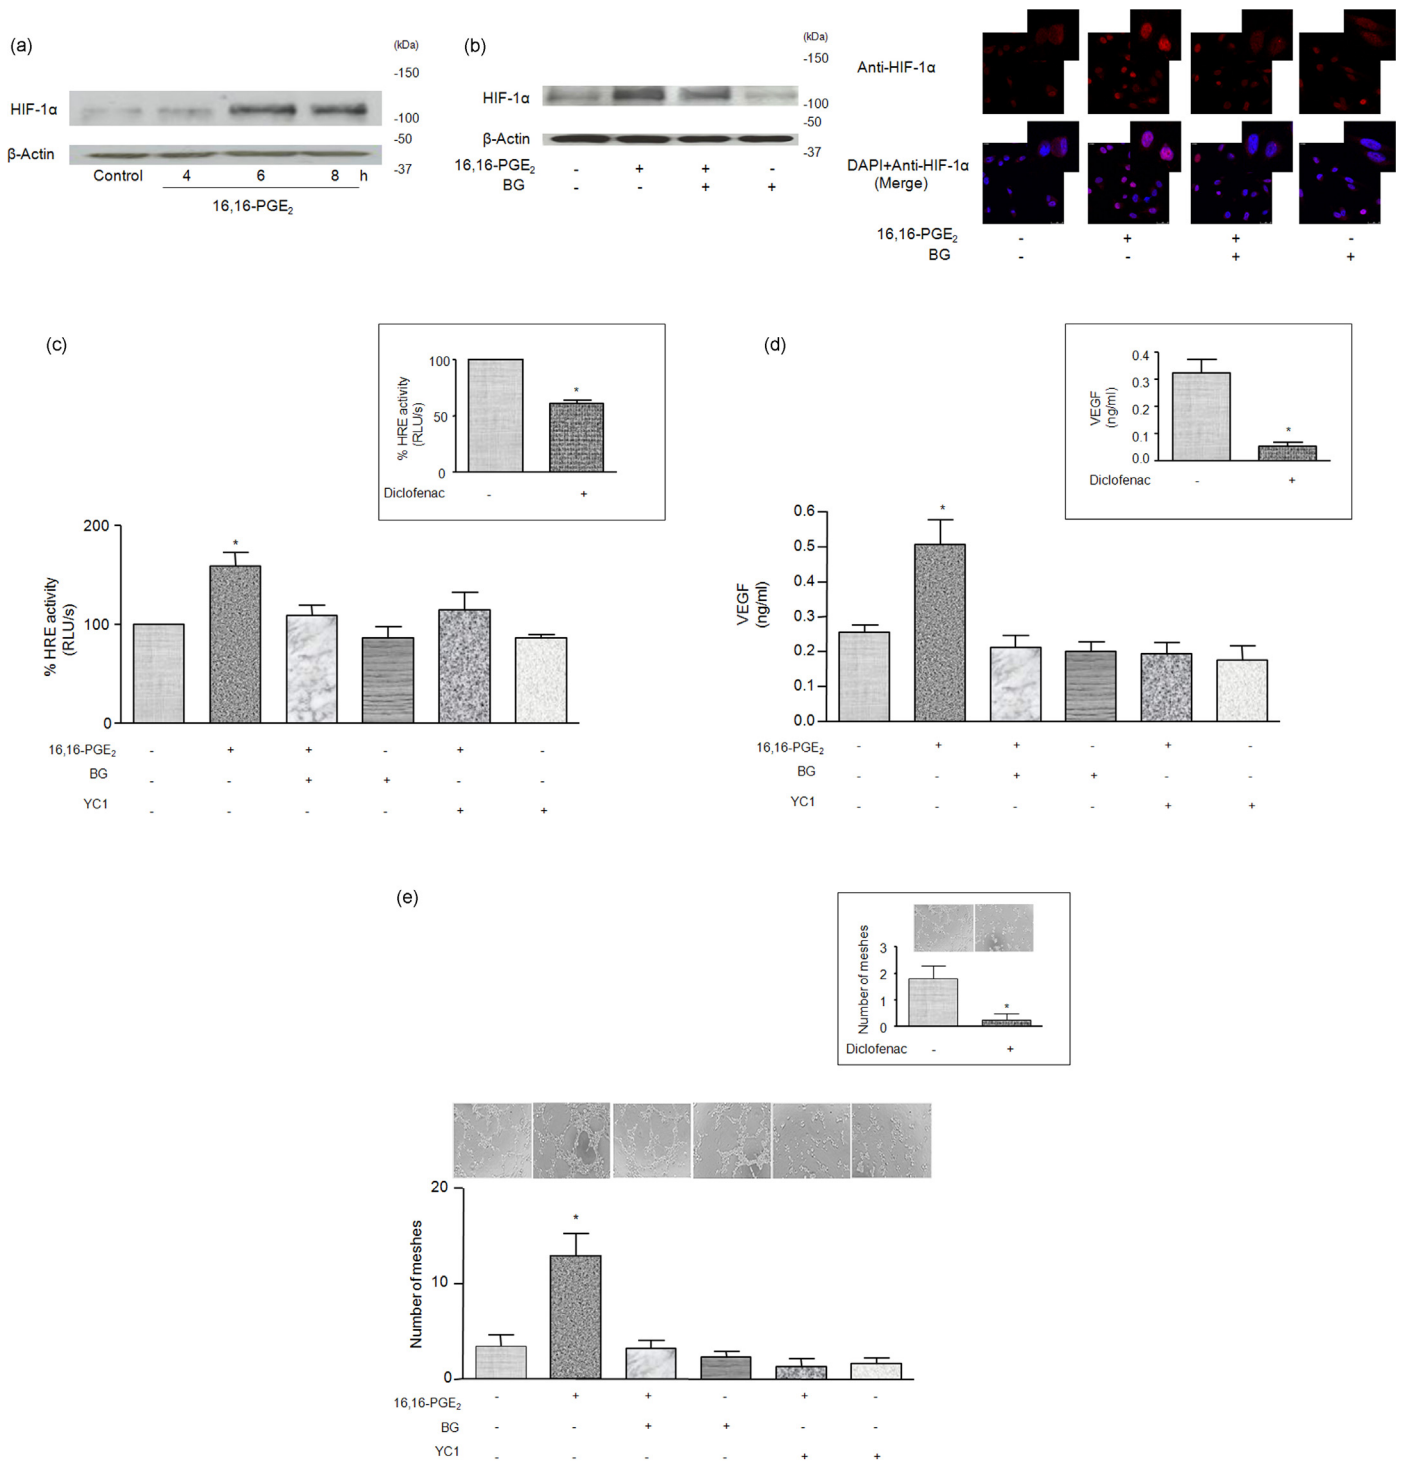 (a)
(kDa)
-150
HIF-1α
-100
-50
β-Actin
-37
Control 4 6 8 h
16,16-PGE2
(b)
(kDa)
-150
HIF-1α
-100
-50
β-Actin
-37
16,16-PGE2 - + + -
BG - - + +
Anti-HIF-1α
DAPI+Anti-HIF-1α
(Merge)
16,16-PGE2 - + + -
BG - - + +
(c)
% HRE activity
(RLU/s)
100
50
0
*
Diclofenac - +
% HRE activity
(RLU/s)
200
100
0
*
16,16-PGE2 - + + - + -
BG - - + + - -
YC1 - - - - + +
(d)
VEGF
(ng/ml)
0.4
0.3
0.2
0.1
0.0
*
Diclofenac - +
VEGF
(ng/ml)
0.6
0.5
0.4
0.3
0.2
0.1
0.0
*
16,16-PGE2 - + + - + -
BG - - + + - -
YC1 - - - - + +
(e)
Number of meshes
3
2
1
0
*
Diclofenac - +
Number of meshes
20
10
0
*
16,16-PGE2 - + + - + -
BG - - + + - -
YC1 - - - - + +